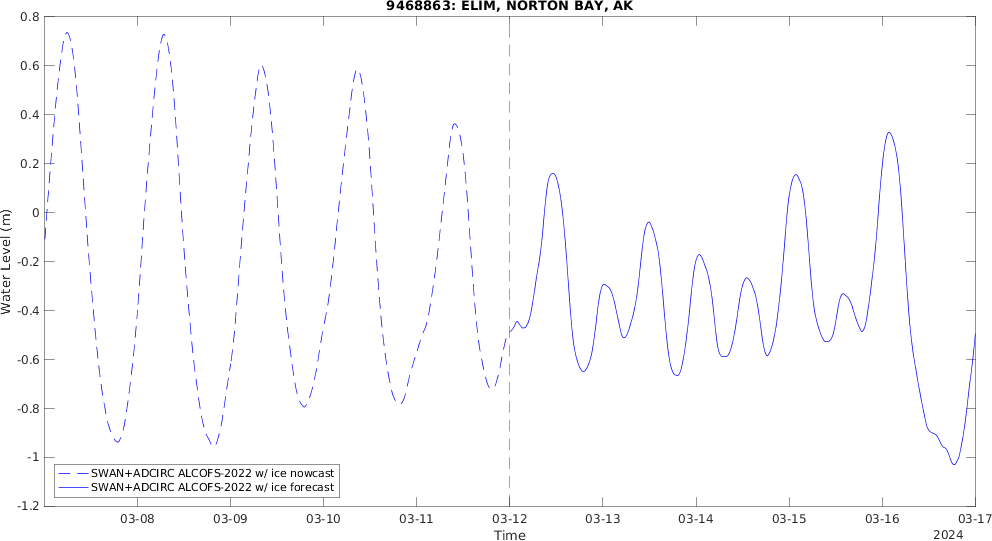 9468863: ELIM, NORTON BAY, AK
0.8
0.6
0.4
0.2
0
-0.2
-0.4
-0.6
-0.8
-1
-1.2
Water Level (m)
SWAN+ADCIRC ALCOFS-2022 w/ ice nowcast
SWAN+ADCIRC ALCOFS-2022 w/ ice forecast
03-08 03-09 03-10 03-11 03-12 03-13 03-14 03-15 03-16 03-17
Time
2024